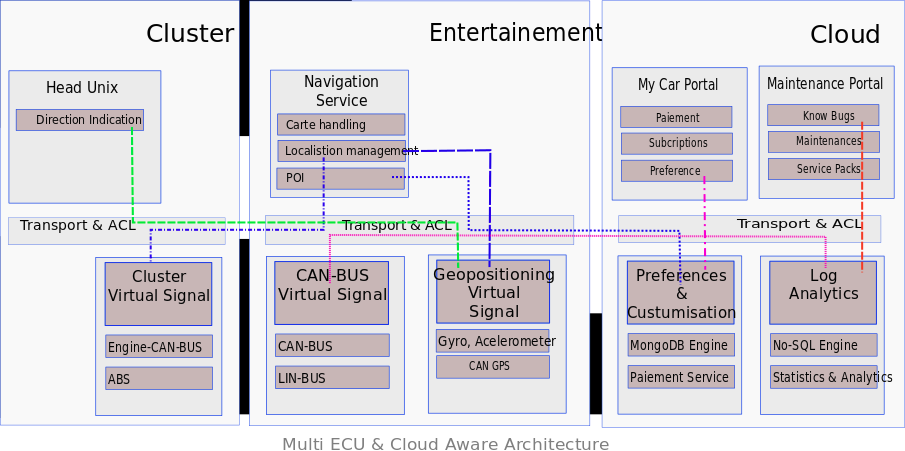 Cluster
Entertainement
Cloud
Head Unix
Direction Indication
Navigation
Service
Carte handling
Localistion management
POI
My Car Portal
Paiement
Subcriptions
Preference
Maintenance Portal
Know Bugs
Maintenances
Service Packs
Transport & ACL
Transport & ACL
Transport & ACL
Cluster
Virtual Signal
Engine-CAN-BUS
ABS
CAN-BUS
Virtual Signal
CAN-BUS
LIN-BUS
Geopositioning
Virtual
Signal
Gyro, Acelerometer
CAN GPS
Preferences
&
Custumisation
MongoDB Engine
Paiement Service
Log
Analytics
No-SQL Engine
Statistics & Analytics
Multi ECU & Cloud Aware Architecture